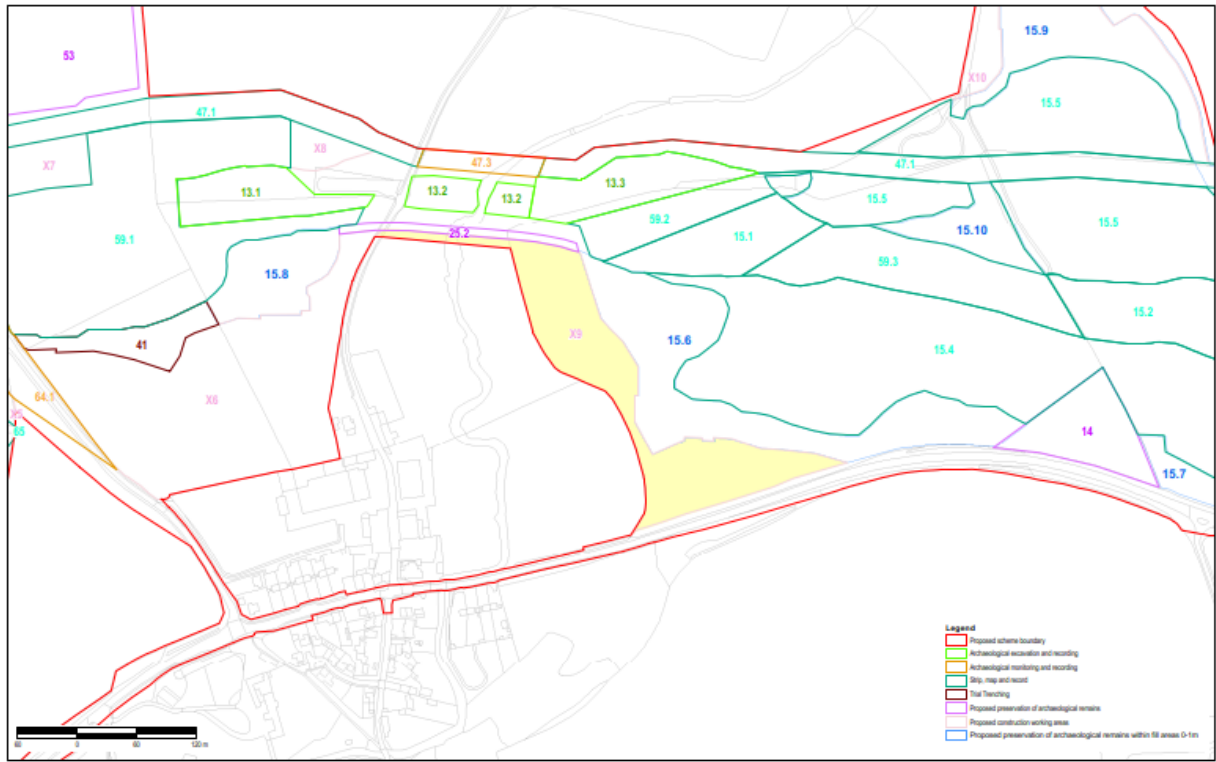 15.9
53
X10
15.5
47.1
X8
47.3
47.1
X7
13.1
13.2
13.3
13.2
15.5
59.2
15.5
25.2
15.10
59.1
15.1
59.3
15.8
15.2
X9
15.6
41
15.4
64.1
X6
X5
65
14
15.7
Legend
Proposed scheme boundary
Archaeological excavation and recording
Archaeological monitoring and recording
Strip, map and record
Trial Trenching
Proposed preservation of archaeological remains
Proposed construction working areas
Proposed preservation of archaeological remains within fill areas 0-1m
60 0 60 120 m